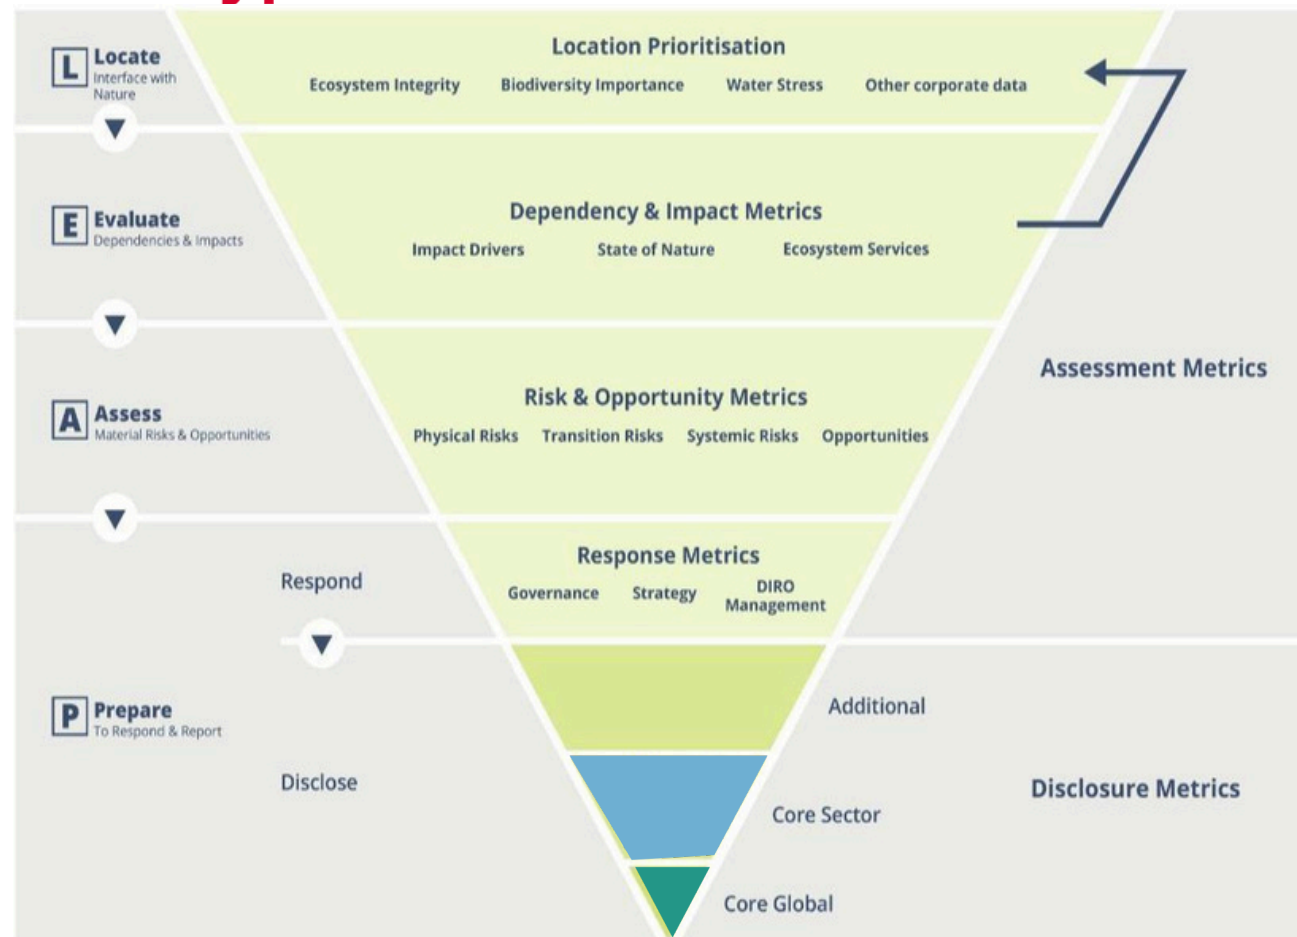 L Locate
Interface with
Nature
Location Prioritisation
Ecosystem Integrity Biodiversity Importance Water Stress Other corporate data
E Evaluate
Dependencies & Impacts
Dependency & Impact Metrics
Impact Drivers State of Nature Ecosystem Services
Assessment Metrics
A Assess
Material Risks & Opportunities
Risk & Opportunity Metrics
Physical Risks Transition Risks Systemic Risks Opportunities
Respond
Response Metrics
Governance Strategy DIRO
Management
P Prepare
To Respond & Report
Disclose
Additional
Disclosure Metrics
Core Sector
Core Global